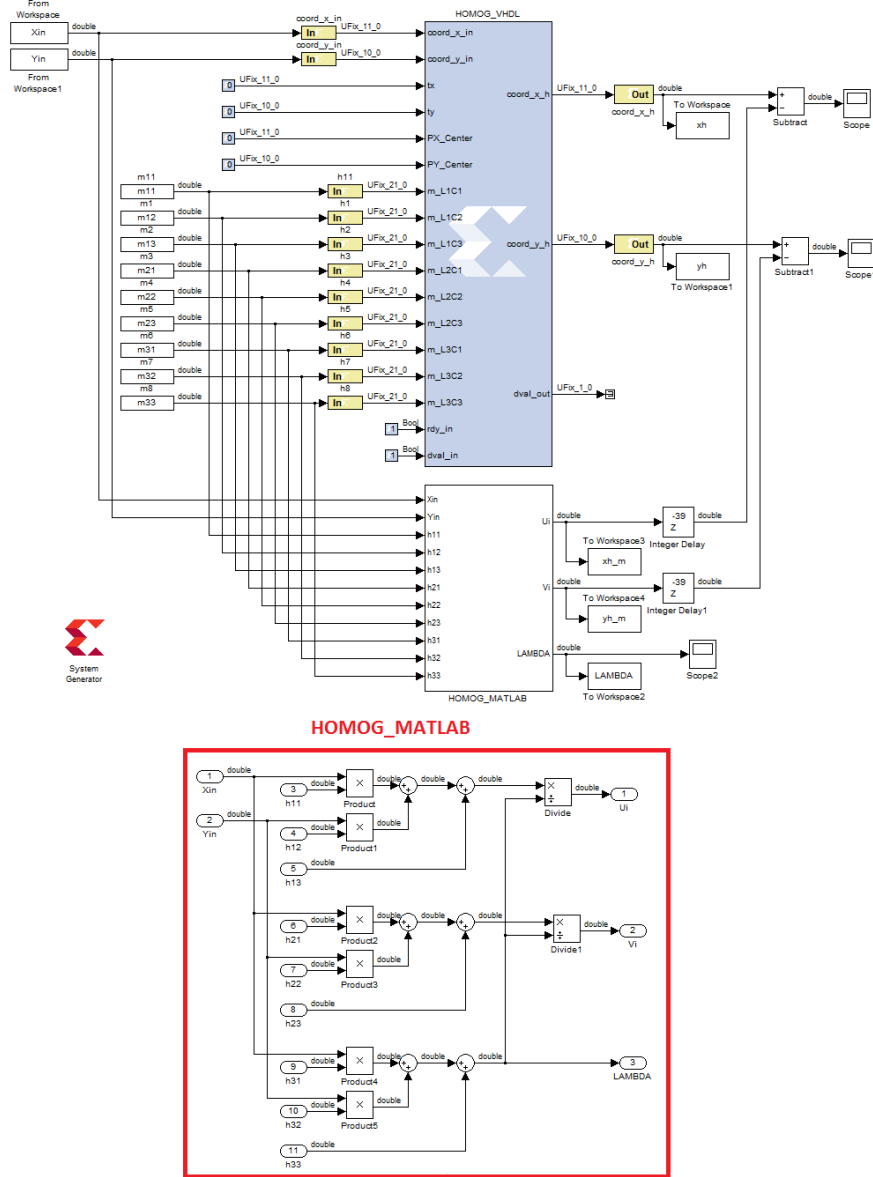 From
Workspace
Xin
double
Yin
double
From
Workspace1
coord_x_in
In
UFix_11_0
coord_y_in
In
UFix_10_0
0
UFix_11_0
0
UFix_10_0
0
UFix_11_0
0
UFix_10_0
m11
m11
double
h11
In
UFix_21_0
m1
m12
double
h1
In
UFix_21_0
m2
m13
double
h2
In
UFix_21_0
m3
m21
double
h3
In
UFix_21_0
m4
m22
double
h4
In
UFix_21_0
m5
m23
double
h5
In
UFix_21_0
m6
m31
double
h6
In
UFix_21_0
m7
m32
double
h7
In
UFix_21_0
m8
m33
double
h8
In
UFix_21_0
1
Bool
1
Bool
HOMOG_VHDL
coord_x_in
coord_y_in
tx
ty
PX_Center
PY_Center
m_L1C1
m_L1C2
m_L1C3
m_L2C1
m_L2C2
m_L2C3
m_L3C1
m_L3C2
m_L3C3
rdy_in
dval_in
coord_x_h
coord_y_h
dval_out
UFix_11_0
Out
double
coord_x_h
To Workspace
xh
+
−
Subtract
double
Scope
UFix_10_0
Out
double
coord_y_h
yh
To Workspace1
+
−
Subtract1
double
UFix_1_0
Xin
Yin
h11
h12
h13
h21
h22
h23
h31
h32
h33
Ui
Vi
LAMBDA
HOMOG_MATLAB
double
To Workspace3
xh_m
-39
Z
Integer Delay
double
double
To Workspace4
yh_m
-39
Z
Integer Delay1
double
double
LAMBDA
To Workspace2
Scope2
System
Generator
HOMOG_MATLAB
1
Xin
double
2
Yin
double
3
h11
double
×
Product
double
4
h12
double
×
Product1
double
5
h13
double
+
+
double
+
+
double
×
÷
Divide
double
1
Ui
6
h21
double
×
Product2
double
7
h22
double
×
Product3
double
8
h23
double
+
+
double
+
+
double
×
÷
Divide1
double
2
Vi
9
h31
double
×
Product4
double
10
h32
double
×
Product5
double
11
h33
double
+
+
double
+
+
double
3
LAMBDA